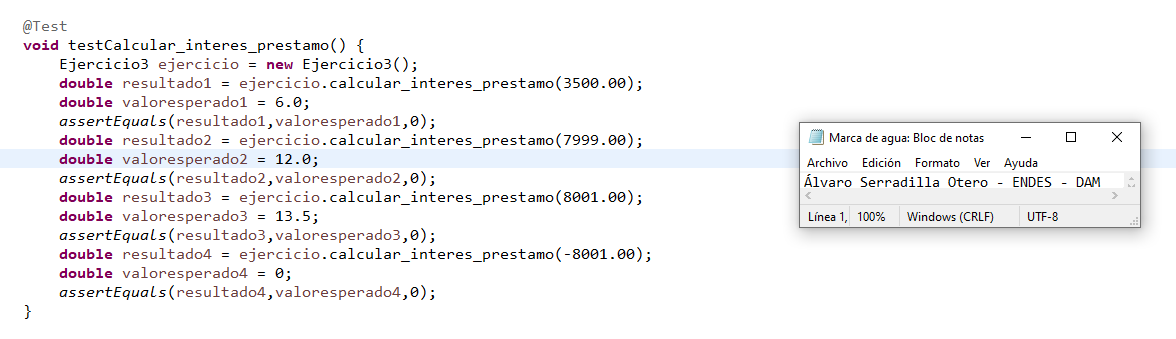 @Test
void testCalcular_interes_prestamo() {
    Ejercicio3 ejercicio = new Ejercicio3();
    double resultado1 = ejercicio.calcular_interes_prestamo(3500.00);
    double valoresperado1 = 6.0;
    assertEquals(resultado1,valoresperado1,0);
    double resultado2 = ejercicio.calcular_interes_prestamo(7999.00);
    double valoresperado2 = 12.0;
    assertEquals(resultado2,valoresperado2,0);
    double resultado3 = ejercicio.calcular_interes_prestamo(8001.00);
    double valoresperado3 = 13.5;
    assertEquals(resultado3,valoresperado3,0);
    double resultado4 = ejercicio.calcular_interes_prestamo(-8001.00);
    double valoresperado4 = 0;
    assertEquals(resultado4,valoresperado4,0);
}
Marca de agua: Bloc de notas
Archivo Edición Formato Ver Ayuda
Álvaro Serradilla Otero - ENDES - DAM
Línea 1, 100% Windows (CRLF) UTF-8